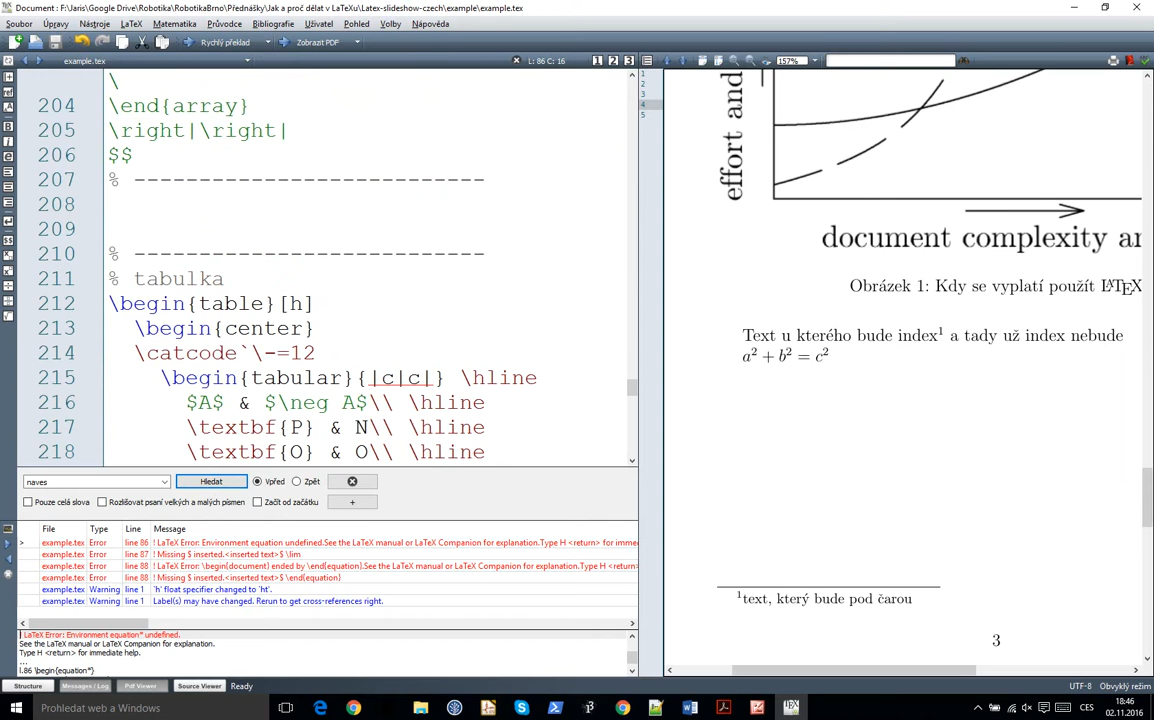 Document : F:\Jaris\Google Drive\Robotika\RobotikaBrno\Přednášky\Jak a proč dělat v LaTeXu\Latex-slideshow-czech\example\example.tex
Soubor Úpravy Nástroje LaTeX Matematika Průvodce Bibliografie Uživatel Pohled Volby Nápověda
Rychlý překlad Zobrazit PDF
example.tex L: 86 C: 16 1 2 3 157%
\
204 \end{array}
205 \right|\right|
206 $$
207 % ---------------------------
208
209
210 % ---------------------------
211 % tabulka
212 \begin{table}[h]
213 \begin{center}
214 \catcode`\-=12
215 \begin{tabular}{|c|c|} \hline
216 $A$ & $\neg A$\\ \hline
217 \textbf{P} & N\\ \hline
218 \textbf{O} & O\\ \hline
1
2
3
4
5
effort and
document complexity an
Obrázek 1: Kdy se vyplatí použít LATEX
Text u kterého bude index1 a tady už index nebude
a2 + b2 = c2
1text, který bude pod čarou
3
naves Hledat Vpřed Zpět
Pouze celá slova Rozlišovat psaní velkých a malých písmen Začít od začátku +
File Type Line Message
> example.tex Error line 86 ! LaTeX Error: Environment equation* undefined.See the LaTeX manual or LaTeX Companion for explanation.Type H <return> for immed
example.tex Error line 87 ! Missing $ inserted.<inserted text>$ \lim
example.tex Error line 88 ! LaTeX Error: \begin{document} ended by \end{equation}.See the LaTeX manual or LaTeX Companion for explanation.Type H <return>
example.tex Error line 88 ! Missing $ inserted.<inserted text>$ \end{equation}
example.tex Warning line 1 `h' float specifier changed to `ht'.
example.tex Warning line 1 Label(s) may have changed. Rerun to get cross-references right.
! LaTeX Error: Environment equation* undefined.
See the LaTeX manual or LaTeX Companion for explanation.
Type H <return> for immediate help.
...
l.86 \begin{equation*}
Structure Messages / Log Pdf Viewer Source Viewer Ready UTF-8 Obvyklý režim
Prohledat web a Windows CES 18:46
02.11.2016